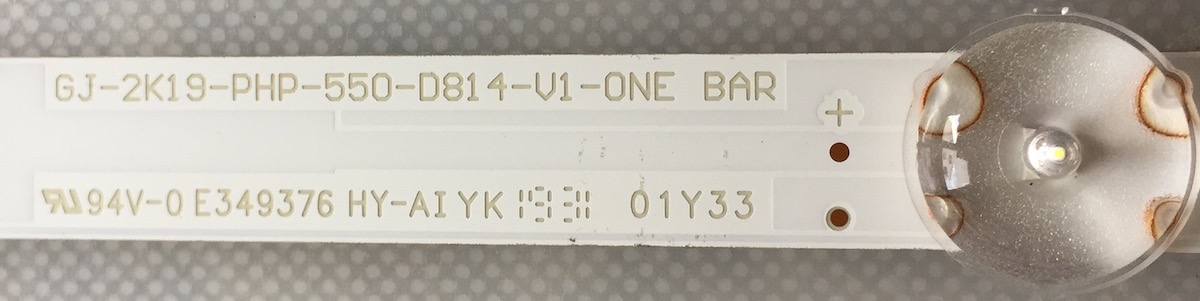 GJ-2K19-PHP-550-D814-V1-ONE BAR
+
94V-0 E349376 HY-AI YK 01Y33